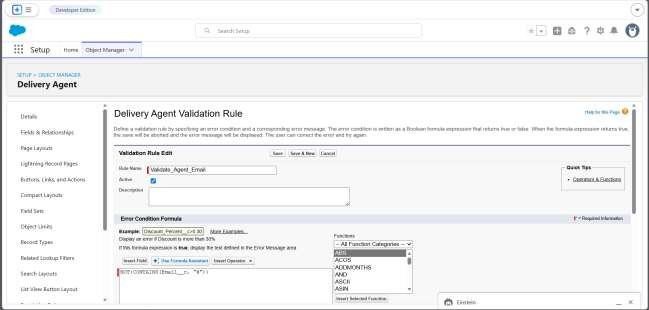 Developer Edition
Search Setup
Setup
Home
Object Manager
SETUP > OBJECT MANAGER
Delivery Agent
Details
Fields & Relationships
Page Layouts
Lightning Record Pages
Buttons, Links, and Actions
Compact Layouts
Field Sets
Object Limits
Record Types
Related Lookup Filters
Search Layouts
List View Button Layout
Delivery Agent Validation Rule
Help for this Page
Define a validation rule by specifying an error condition and a corresponding error message. The error condition is written as a Boolean formula expression that returns true or false. When the formula expression returns true, the save will be aborted and the error message will be displayed. The user can correct the error and try again.
Validation Rule Edit
Save
Save & New
Cancel
Rule Name
Validate_Agent_Email
Active
Description
Quick Tips
Operators & Functions
Error Condition Formula
= Required Information
Example:
Discount_Percent__c>0.30
More Examples...
Display an error if Discount is more than 30%
If this formula expression is true, display the text defined in the Error Message area
Insert Field
Use Formula Assistant
Insert Operator
NOT(CONTAINS(Email__c, "@"))
Functions
-- All Function Categories --
ABS
ACOS
ADDMONTHS
AND
ASCII
ASIN
Insert Selected Function
Einstein